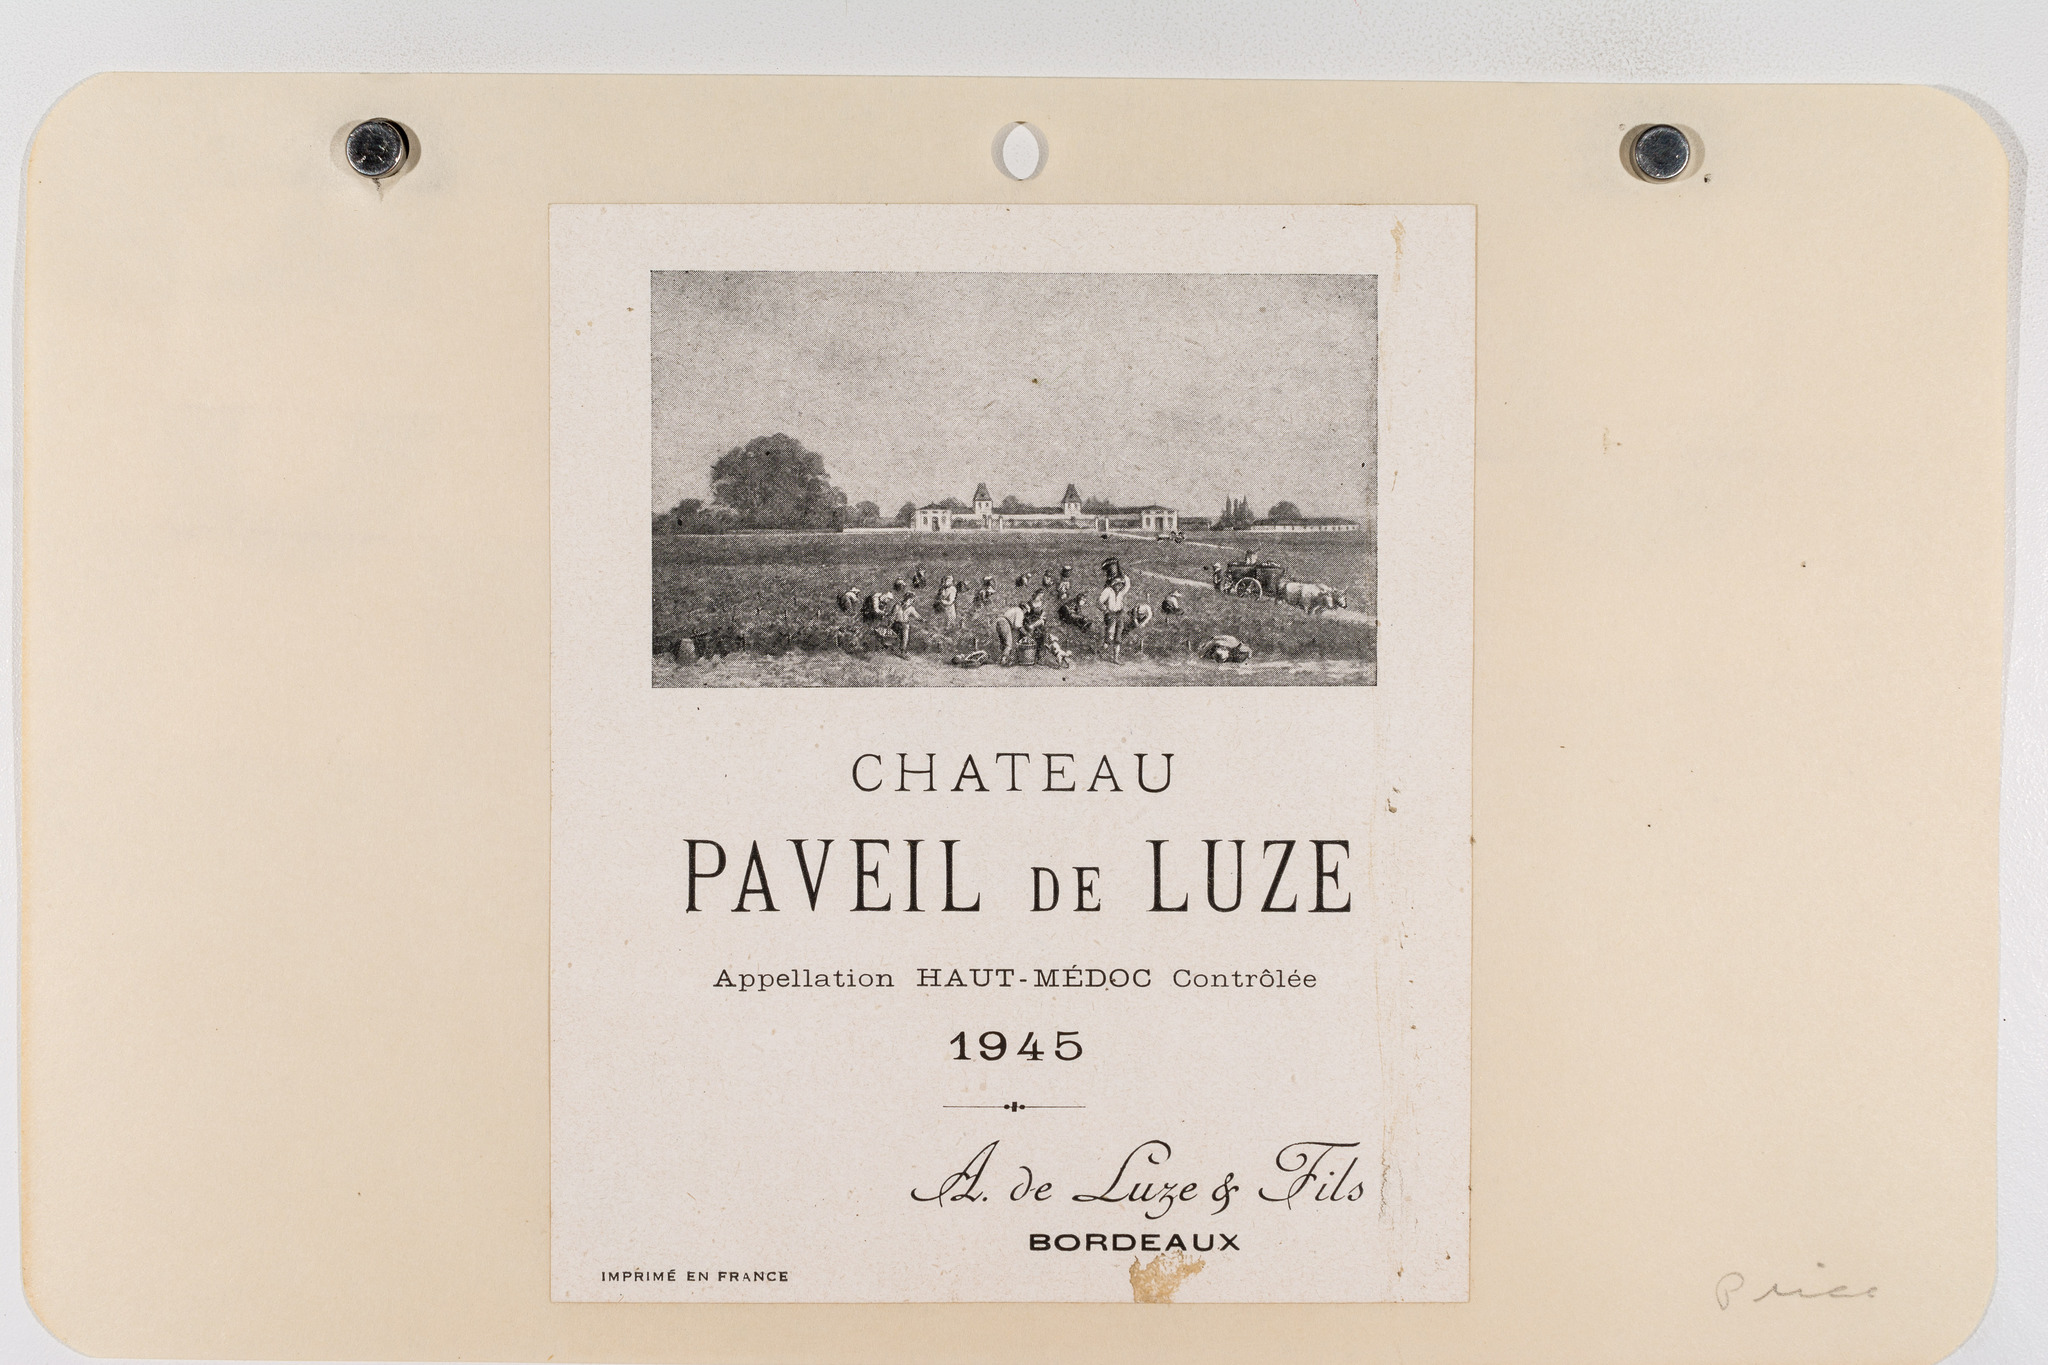 CHATEAU
PAVEIL DE LUZE
Appellation HAUT-MÉDOC Contrôlée
1945
A. de Luze & Fils
BORDEAUX
IMPRIMÉ EN FRANCE
Price